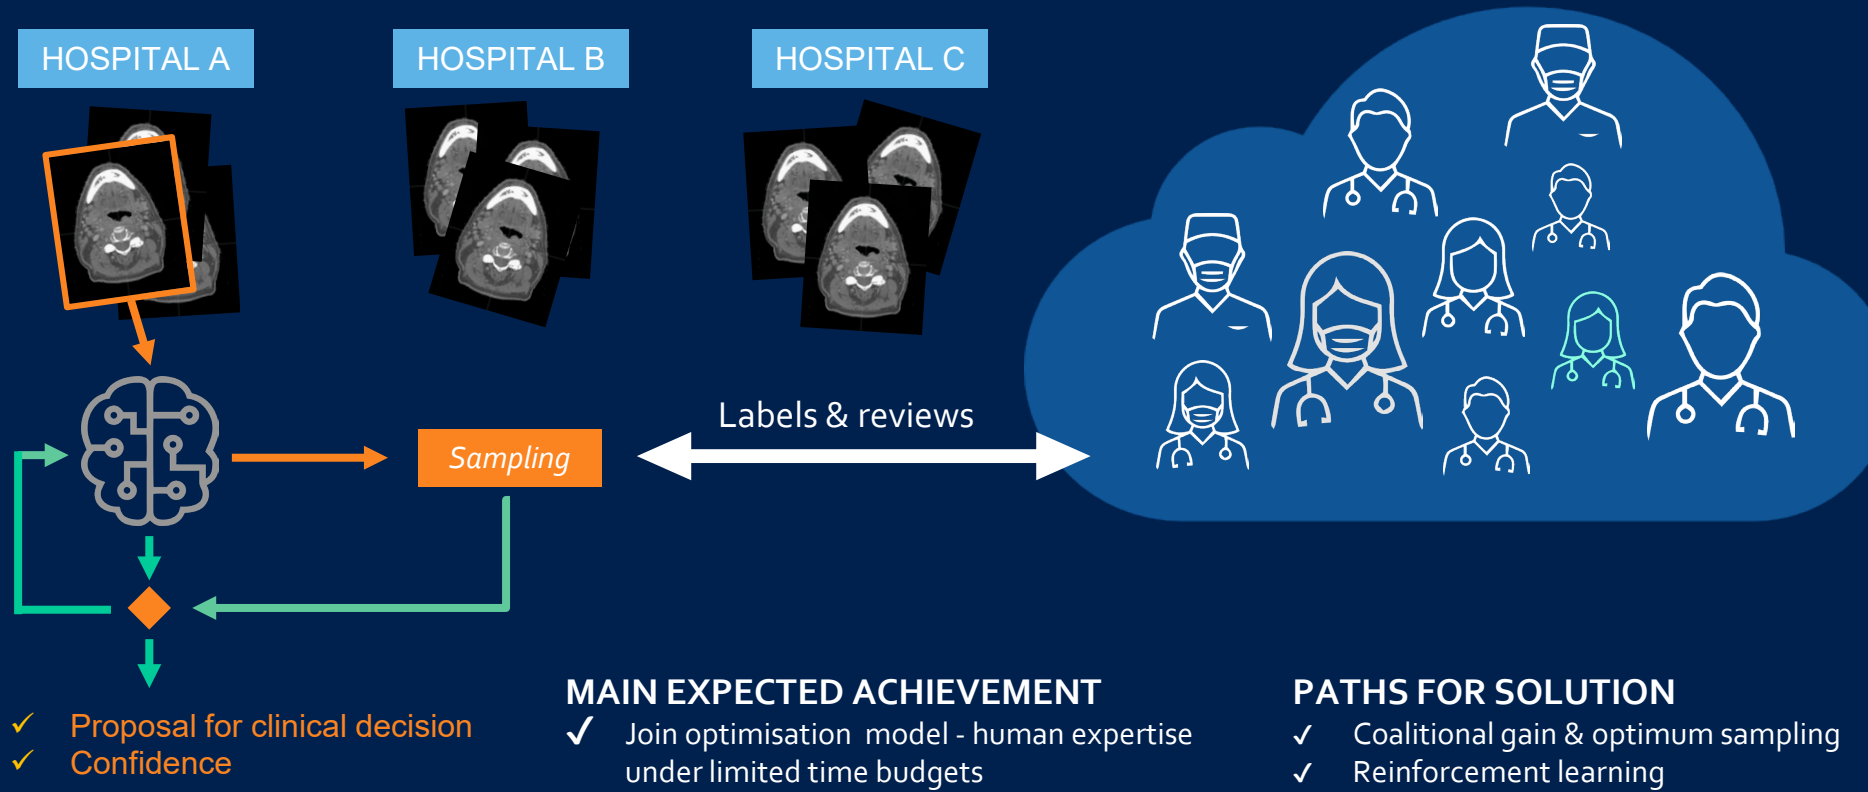 HOSPITAL A
HOSPITAL B
HOSPITAL C
Labels & reviews
Sampling
✓ Proposal for clinical decision
✓ Confidence
MAIN EXPECTED ACHIEVEMENT
✓ Join optimisation model - human expertise
under limited time budgets
PATHS FOR SOLUTION
✓ Coalitional gain & optimum sampling
✓ Reinforcement learning